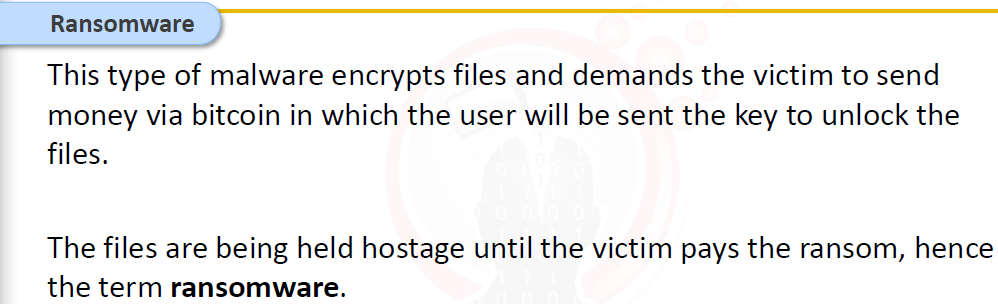 Ransomware
This type of malware encrypts files and demands the victim to send
money via bitcoin in which the user will be sent the key to unlock the
files.
The files are being held hostage until the victim pays the ransom, hence
the term ransomware.